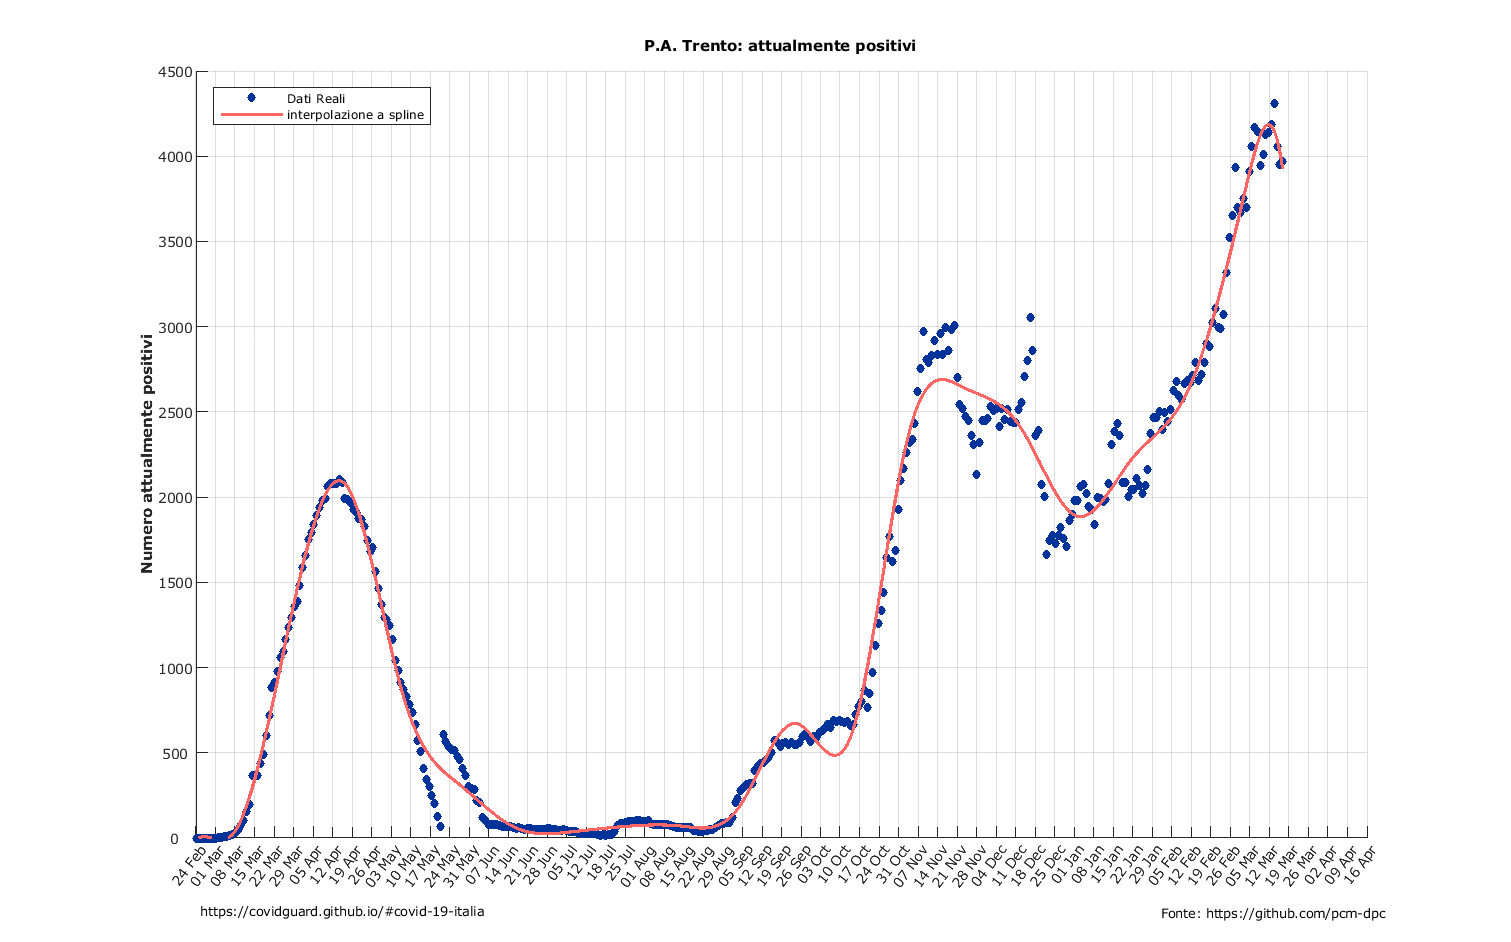 P.A. Trento: attualmente positivi
4500
4000
3500
3000
2500
2000
1500
1000
500
0
Dati Reali
interpolazione a spline
Numero attualmente positivi
24 Feb
01 Mar
08 Mar
15 Mar
22 Mar
29 Mar
05 Apr
12 Apr
19 Apr
26 Apr
03 May
10 May
17 May
24 May
31 May
07 Jun
14 Jun
21 Jun
28 Jun
05 Jul
12 Jul
18 Jul
25 Jul
01 Aug
08 Aug
15 Aug
22 Aug
29 Aug
05 Sep
12 Sep
19 Sep
26 Sep
03 Oct
10 Oct
17 Oct
24 Oct
31 Nov
07 Nov
14 Nov
21 Nov
28 Dec
04 Dec
11 Dec
18 Dec
25 Jan
01 Jan
08 Jan
15 Jan
22 Jan
29 Feb
05 Feb
12 Feb
19 Feb
26 Mar
05 Mar
12 Mar
19 Mar
26 Mar
02 Apr
09 Apr
16 Apr
https://covidguard.github.io/#covid-19-italia
Fonte: https://github.com/pcm-dpc